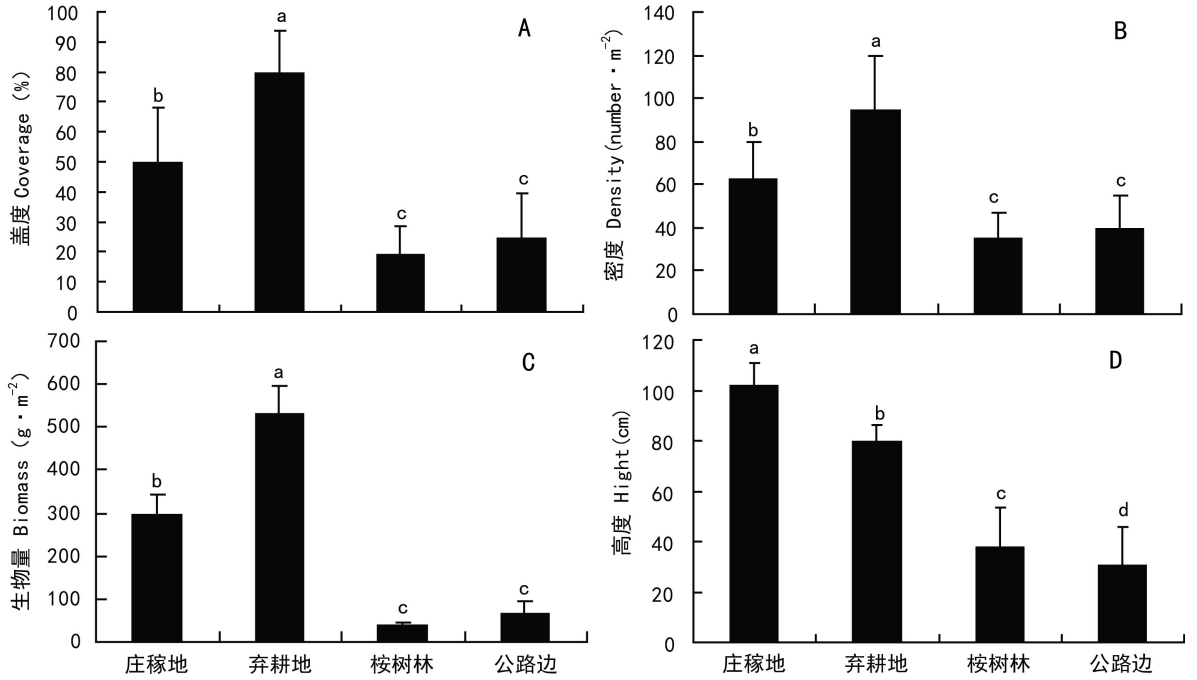 A
盖度 Coverage (%)
100
90
80
70
60
50
40
30
20
10
0
b
a
c
c
B
密度 Density(number·m⁻²)
140
120
100
80
60
40
20
0
b
a
c
c
C
生物量 Biomass (g·m⁻²)
700
600
500
400
300
200
100
0
b
a
c
c
庄稼地 弃耕地 桉树林 公路边
D
高度 Hight(cm)
120
100
80
60
40
20
0
a
b
c
d
庄稼地 弃耕地 桉树林 公路边